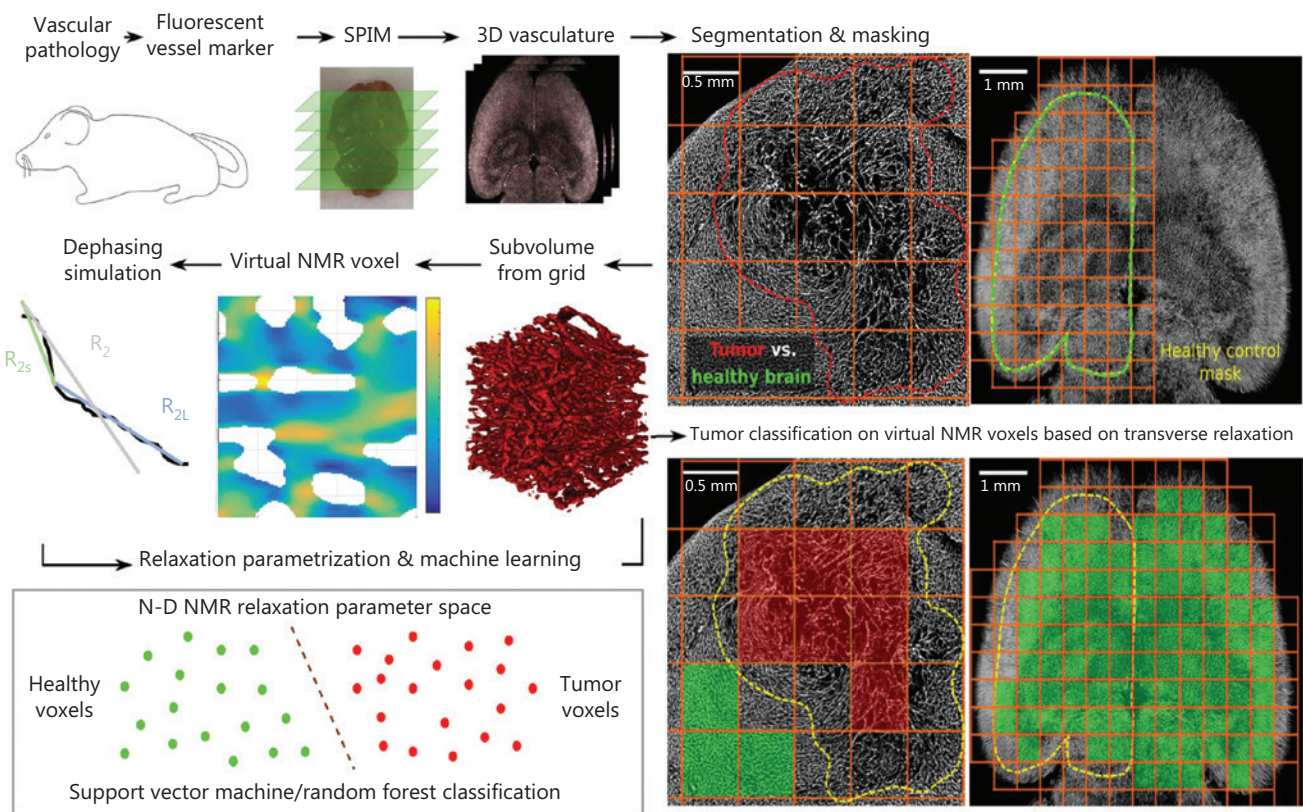 Vascular
pathology
Fluorescent
vessel marker
SPIM
3D vasculature
Segmentation & masking
0.5 mm
1 mm
Tumor vs.
healthy brain
Healthy control
mask
Dephasing
simulation
Virtual NMR voxel
Subvolume
from grid
R2
R2s
R2L
Tumor classification on virtual NMR voxels based on transverse relaxation
0.5 mm
1 mm
Relaxation parametrization & machine learning
N-D NMR relaxation parameter space
Healthy
voxels
Tumor
voxels
Support vector machine/random forest classification